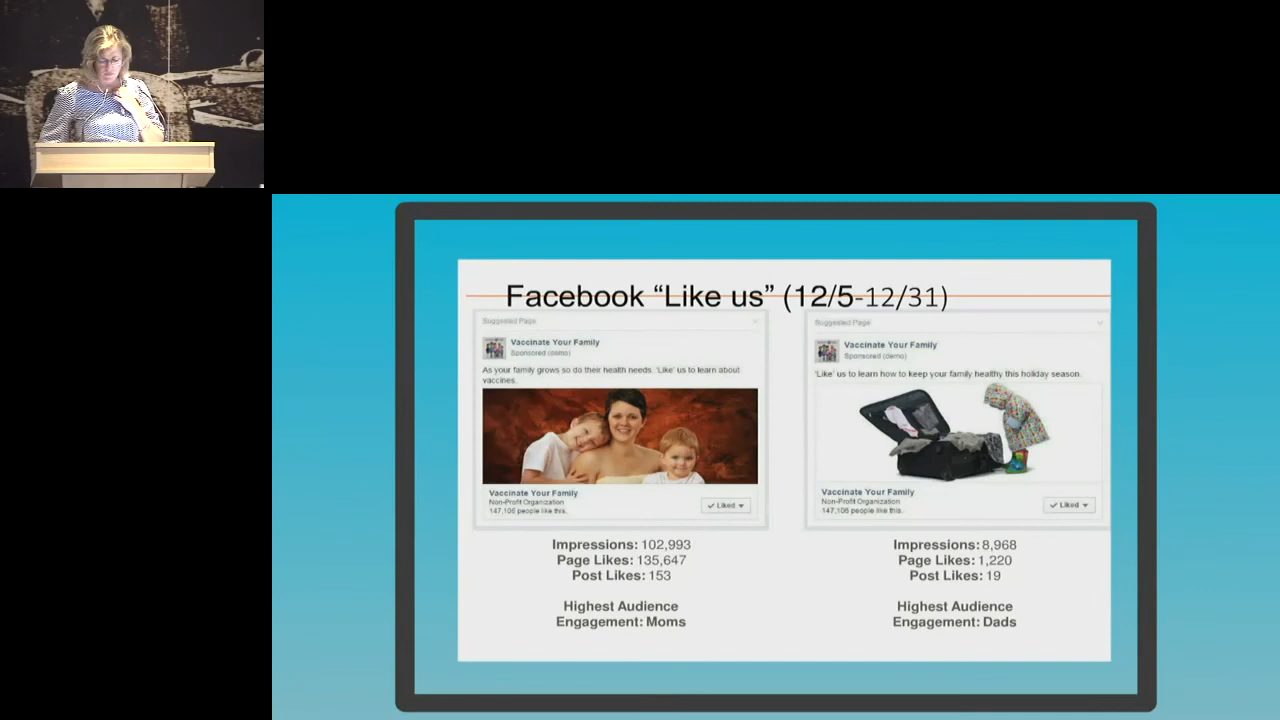 Facebook “Like us” (12/5-12/31)
Suggested Page
Vaccinate Your Family
Sponsored (demo)
As your family grows so do their health needs. 'Like' us to learn about
vaccines.
Vaccinate Your Family
Non-Profit Organization
147,106 people like this.
Liked
Impressions: 102,993
Page Likes: 135,647
Post Likes: 153
Highest Audience
Engagement: Moms
Suggested Page
Vaccinate Your Family
Sponsored (demo)
'Like' us to learn how to keep your family healthy this holiday season.
Vaccinate Your Family
Non-Profit Organization
147,106 people like this.
Liked
Impressions: 8,968
Page Likes: 1,220
Post Likes: 19
Highest Audience
Engagement: Dads